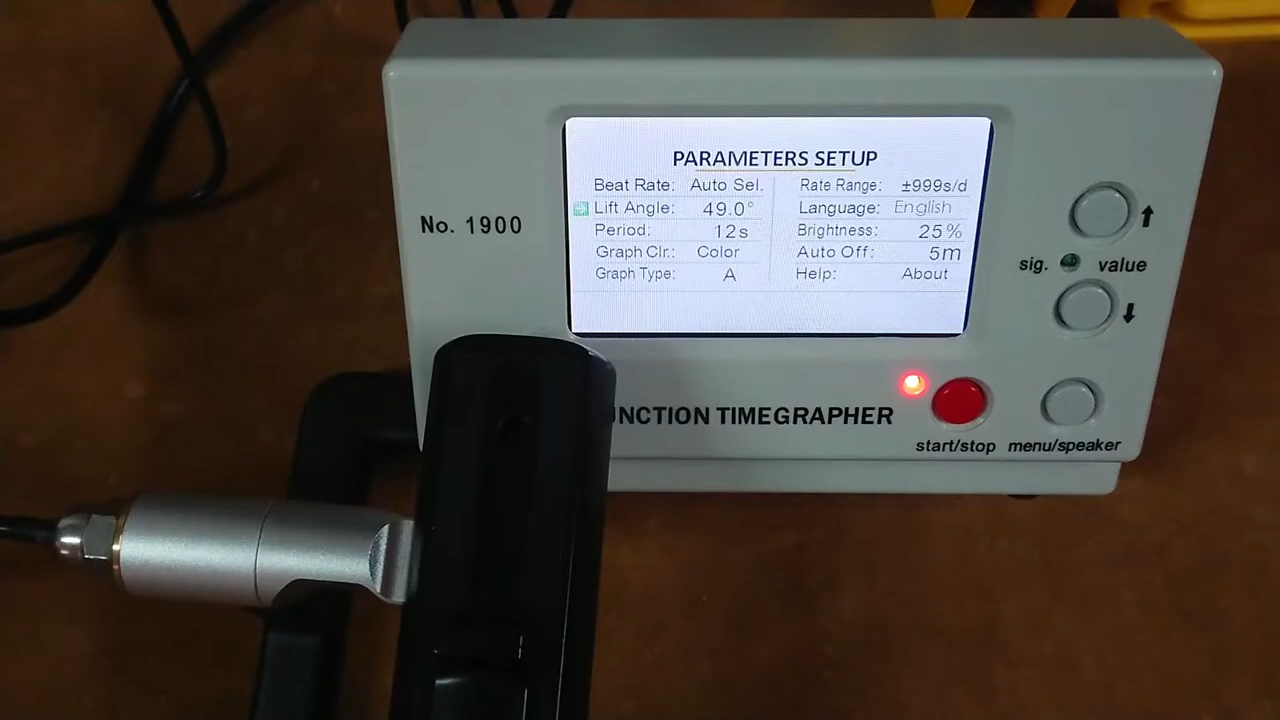 PARAMETERS SETUP
Beat Rate: Auto Sel.
Lift Angle: 49.0°
Period: 12s
Graph Clr.: Color
Graph Type: A
Rate Range: ±999s/d
Language: English
Brightness: 25%
Auto Off: 5m
Help: About
No. 1900
sig. value
UNCTION TIMEGRAPHER
start/stop menu/speaker